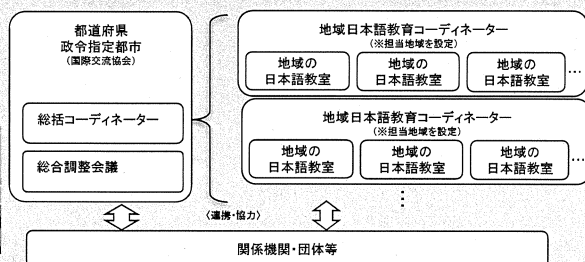 都道府県
政令指定都市
(国際交流協会)
総括コーディネーター
総合調整会議
地域日本語教育コーディネーター
(※担当地域を設定)
地域の
日本語教室
地域の
日本語教室
地域の
日本語教室
…
地域日本語教育コーディネーター
(※担当地域を設定)
地域の
日本語教室
地域の
日本語教室
地域の
日本語教室
…
⋮
〈連携・協力〉
関係機関・団体等